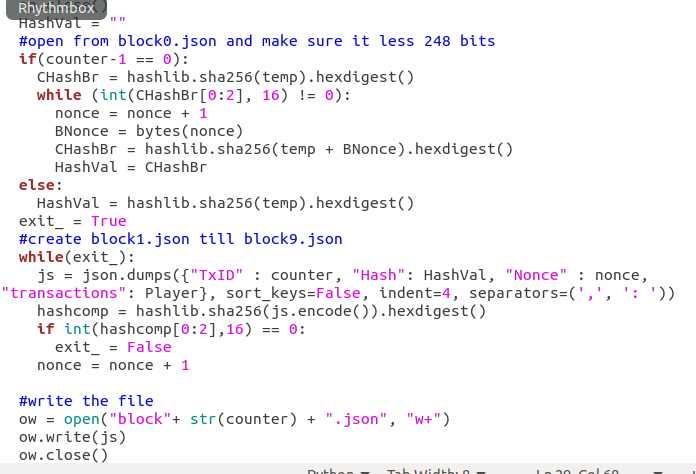 Rhythmbox
HashVal = ""
#open from block0.json and make sure it less 248 bits
if(counter-1 == 0):
CHashBr = hashlib.sha256(temp).hexdigest()
while (int(CHashBr[0:2], 16) != 0):
nonce = nonce + 1
BNonce = bytes(nonce)
CHashBr = hashlib.sha256(temp + BNonce).hexdigest()
HashVal = CHashBr
else:
HashVal = hashlib.sha256(temp).hexdigest()
exit_ = True
#create block1.json till block9.json
while(exit_):
js = json.dumps({"TxID" : counter, "Hash": HashVal, "Nonce" : nonce,
"transactions": Player}, sort_keys=False, indent=4, separators=(',', ': '))
hashcomp = hashlib.sha256(js.encode()).hexdigest()
if int(hashcomp[0:2],16) == 0:
exit_ = False
nonce = nonce + 1
#write the file
ow = open("block"+ str(counter) + ".json", "w+")
ow.write(js)
ow.close()
Python Tab Width: 8